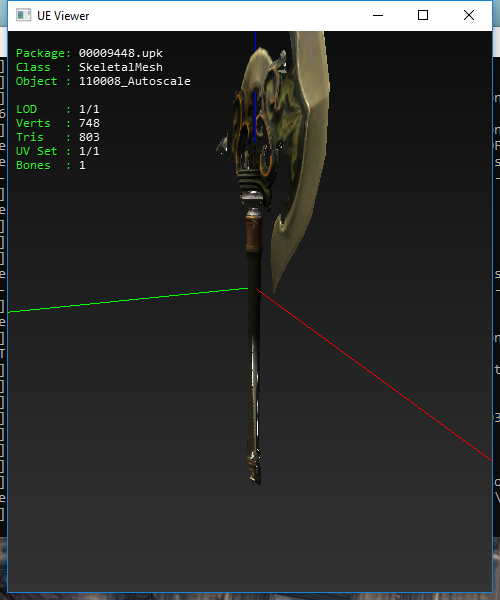 UE Viewer
Package: 00009448.upk
Class  : SkeletalMesh
Object : 110008_Autoscale
LOD    : 1/1
Verts  : 748
Tris   : 803
UV Set : 1/1
Bones  : 1